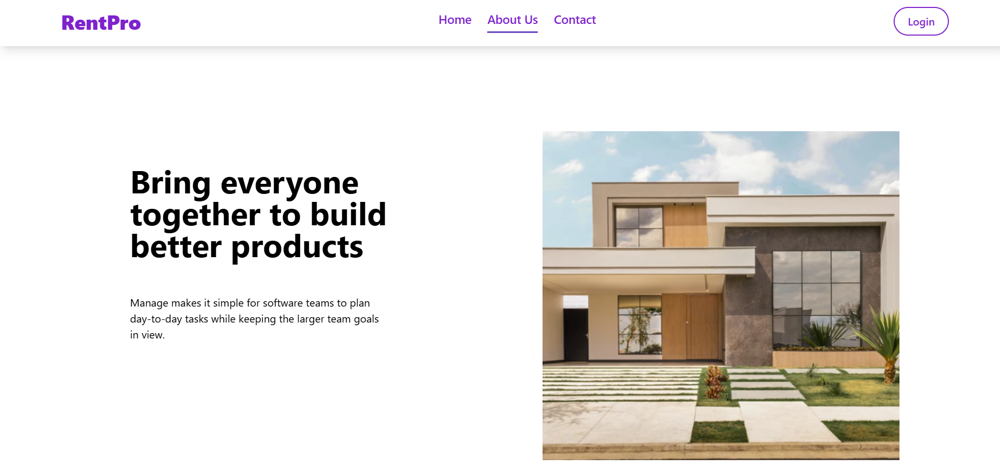 RentPro
Home About Us Contact
Login
Bring everyone
together to build
better products
Manage makes it simple for software teams to plan
day-to-day tasks while keeping the larger team goals
in view.